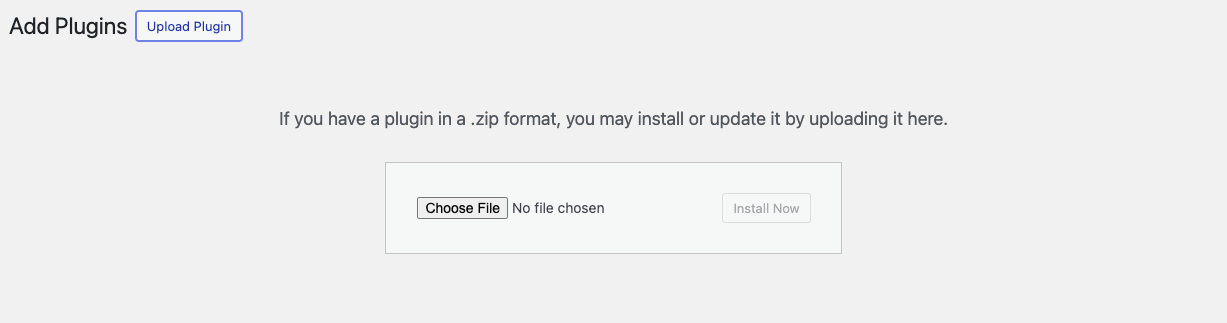 Add Plugins Upload Plugin
If you have a plugin in a .zip format, you may install or update it by uploading it here.
Choose File No file chosen Install Now